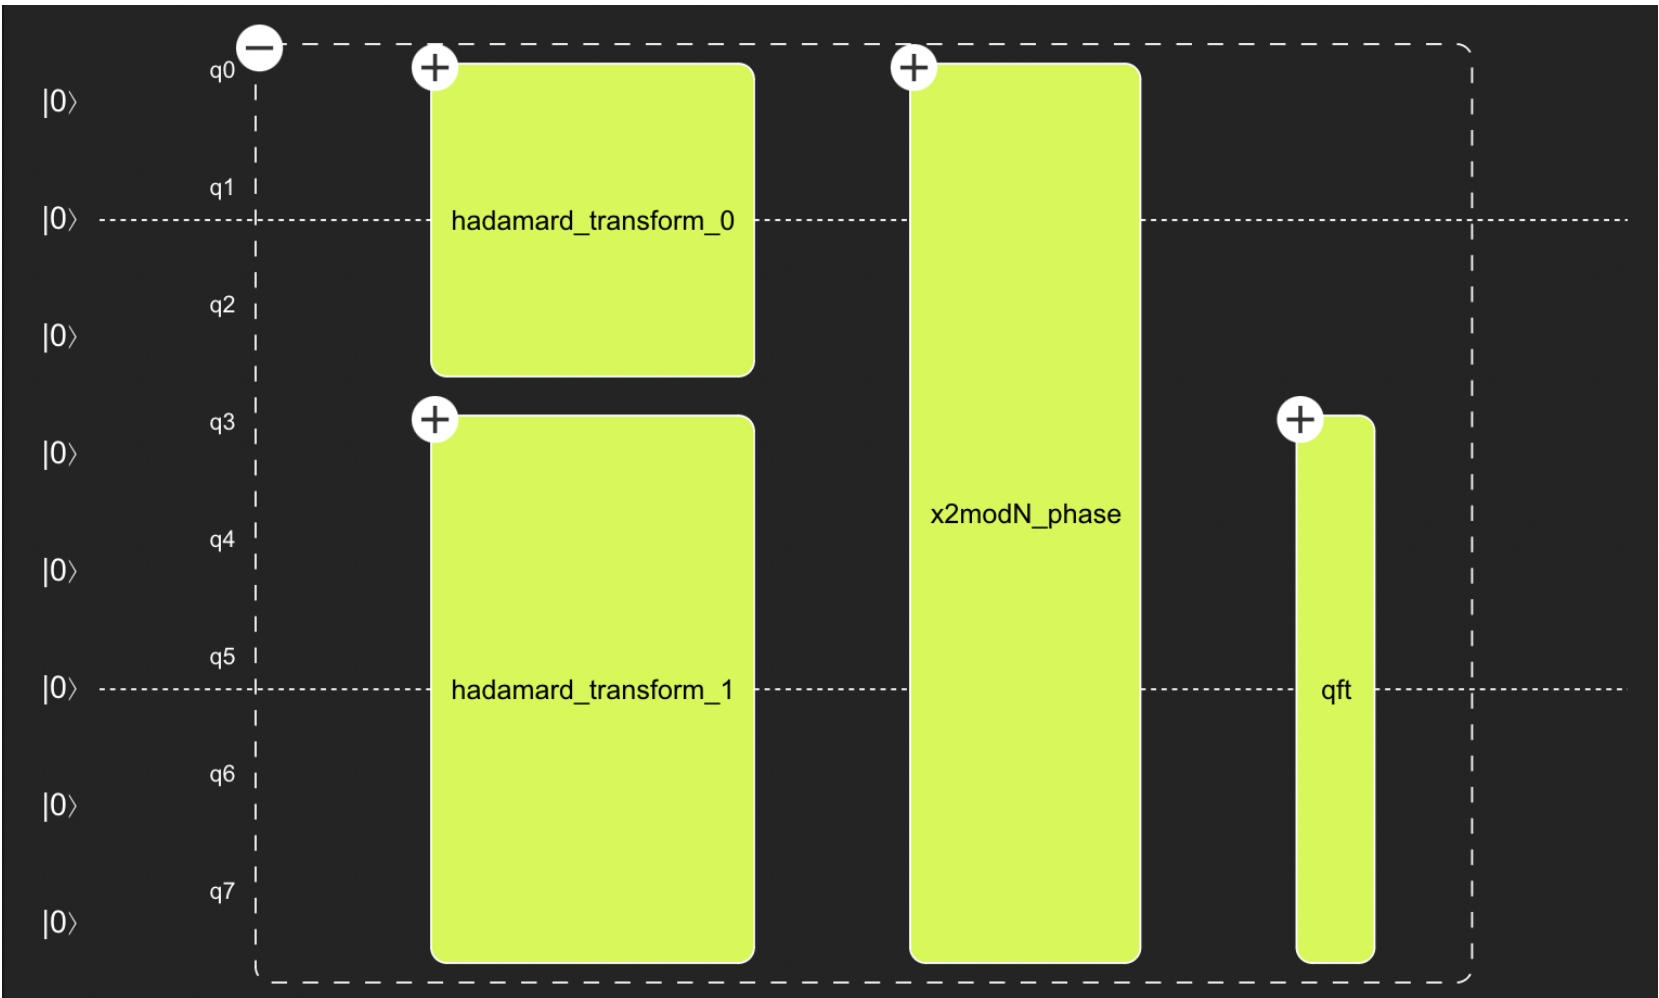 q0
|0⟩
q1
|0⟩
hadamard_transform_0
q2
|0⟩
q3
|0⟩
x2modN_phase
q4
|0⟩
q5
|0⟩
hadamard_transform_1
qft
q6
|0⟩
q7
|0⟩